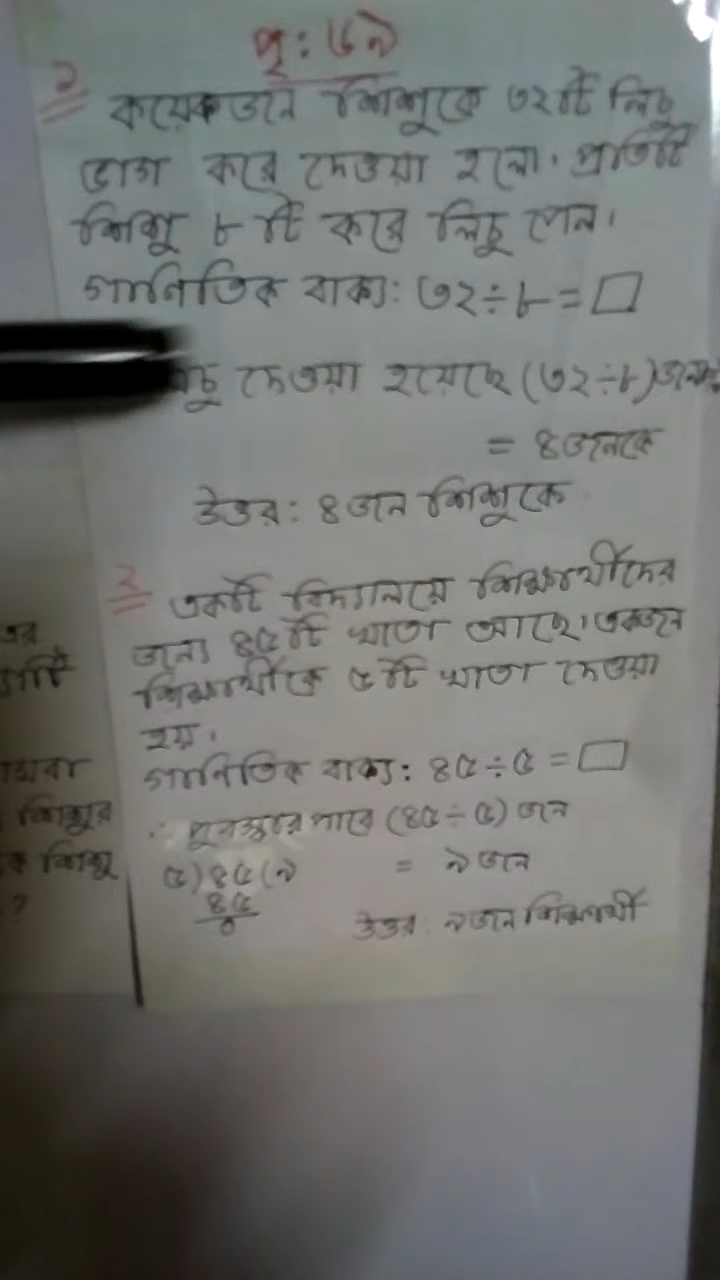 পৃ: ৬৯
১
কয়েকজন শিশুকে ৩২টি লিচু
ভাগ করে দেওয়া হলো। প্রতিটি
শিশু ৮টি করে লিচু পেল।
গানিতিক বাক্য: ৩২÷৮=□
দেওয়া হয়েছে (৩২÷৮)জনকে
= ৪জনকে
উত্তর: ৪জন শিশুকে
২
একটি বিদ্যালয়ে শিক্ষার্থীদের
জন্য ৪৫টি খাতা আছে। একজন
শিক্ষার্থীকে ৫টি খাতা দেওয়া
হয়।
গানিতিক বাক্য: ৪৫÷৫=□
∴ পুরস্কার পাবে (৪৫÷৫) জন
৫)৪৫(৯ = ৯জন
৪৫
০ উত্তর: ৯জন শিক্ষার্থী
শিশুর
শিশু
?